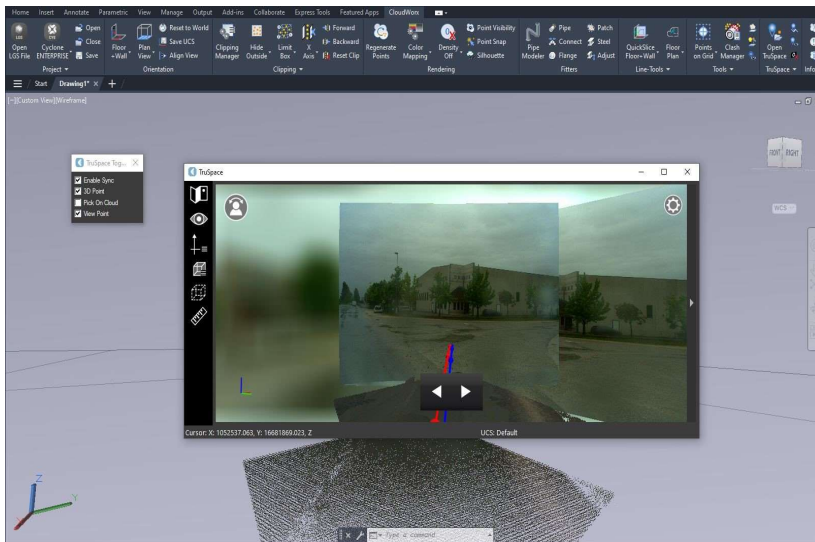 Home Insert Annotate Parametric View Manage Output Add-ins Collaborate Express Tools Featured Apps CloudWorx
Open LGS File
Cyclone ENTERPRISE
Open
Close
Save
Project
Floor +Wall
Plan View
Reset to World
Save UCS
Align View
Orientation
Clipping Manager
Hide Outside
Limit Box
X Axis
Forward
Backward
Reset Clip
Clipping
Regenerate Points
Color Mapping
Density Off
Point Visibility
Point Snap
Silhouette
Rendering
Pipe Modeler
Pipe
Connect
Flange
Patch
Steel
Adjust
Fitters
QuickSlice Floor+Wall
Floor Plan
Line-Tools
Points on Grid
Clash Manager
Tools
Open TruSpace
TruSpace
Info
Start Drawing1*
[−][Custom View][Wireframe]
FRONT RIGHT
WCS
TruSpace Tog...
Enable Sync
3D Point
Pick On Cloud
View Point
TruSpace
Cursor: X: 1052537.063, Y: 16681869.023, Z
UCS: Default
Z
Y
X
Type a command